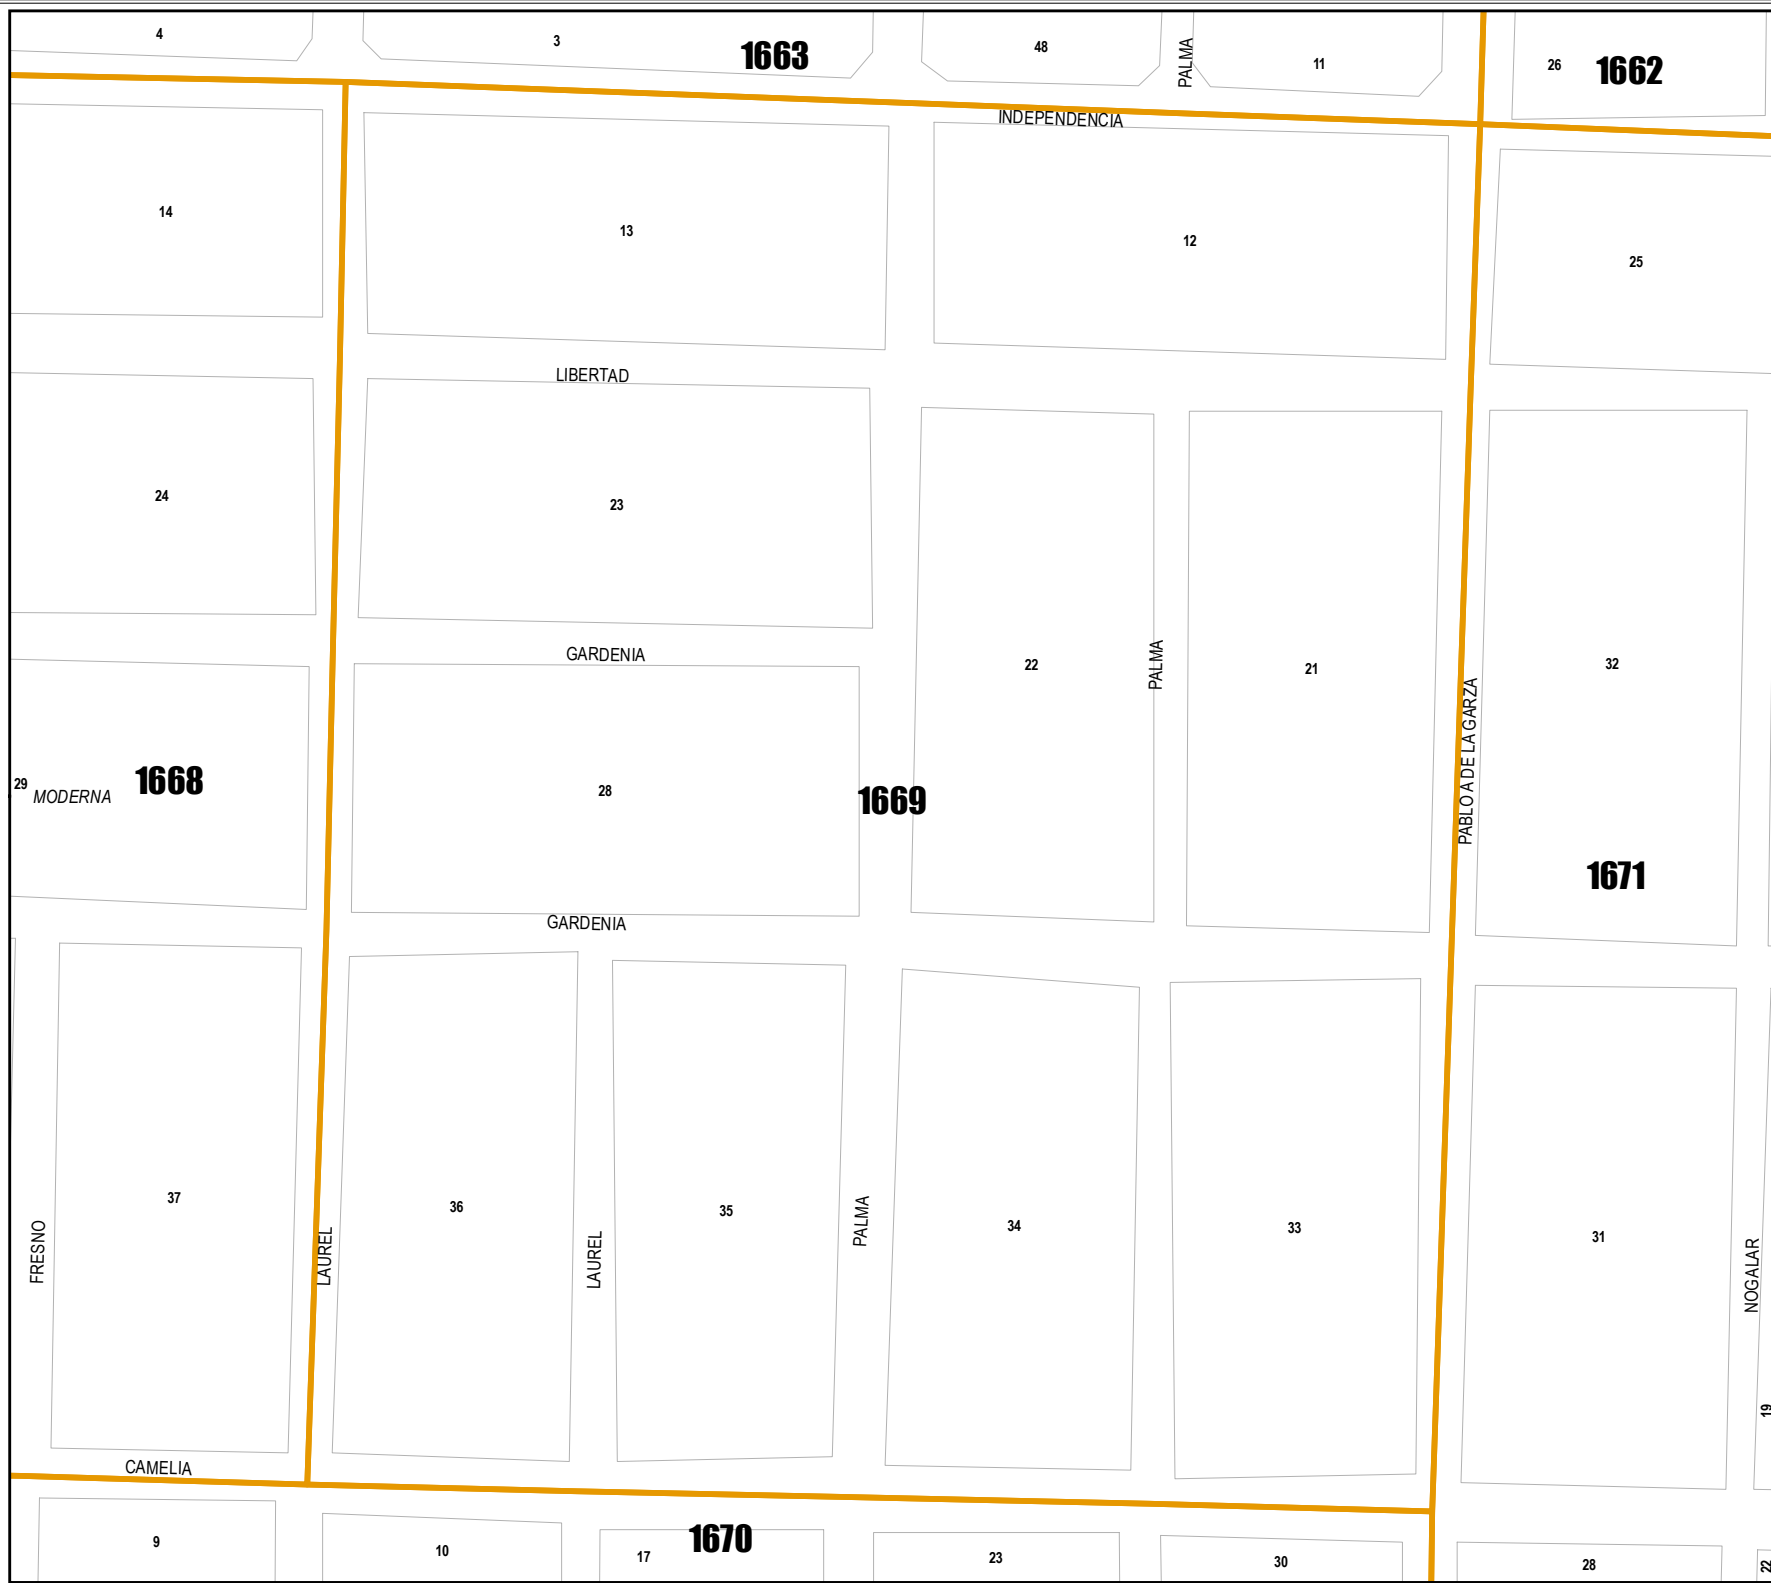 4
3
1663
48
PALMA
11
26
1662
INDEPENDENCIA
14
13
12
25
LIBERTAD
24
23
GARDENIA
22
PALMA
21
32
PABLO A DE LA GARZA
29
MODERNA
1668
28
1669
1671
GARDENIA
37
36
35
34
33
31
FRESNO
LAUREL
LAUREL
PALMA
NOGALAR
19
CAMELIA
9
10
17
1670
23
30
28
22